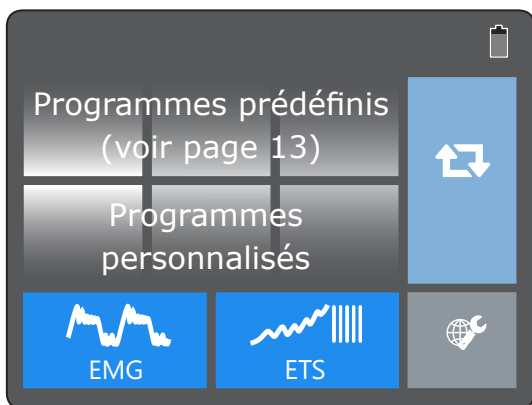 Programmes prédéfinis
(voir page 13)
Programmes
personnalisés
EMG
ETS